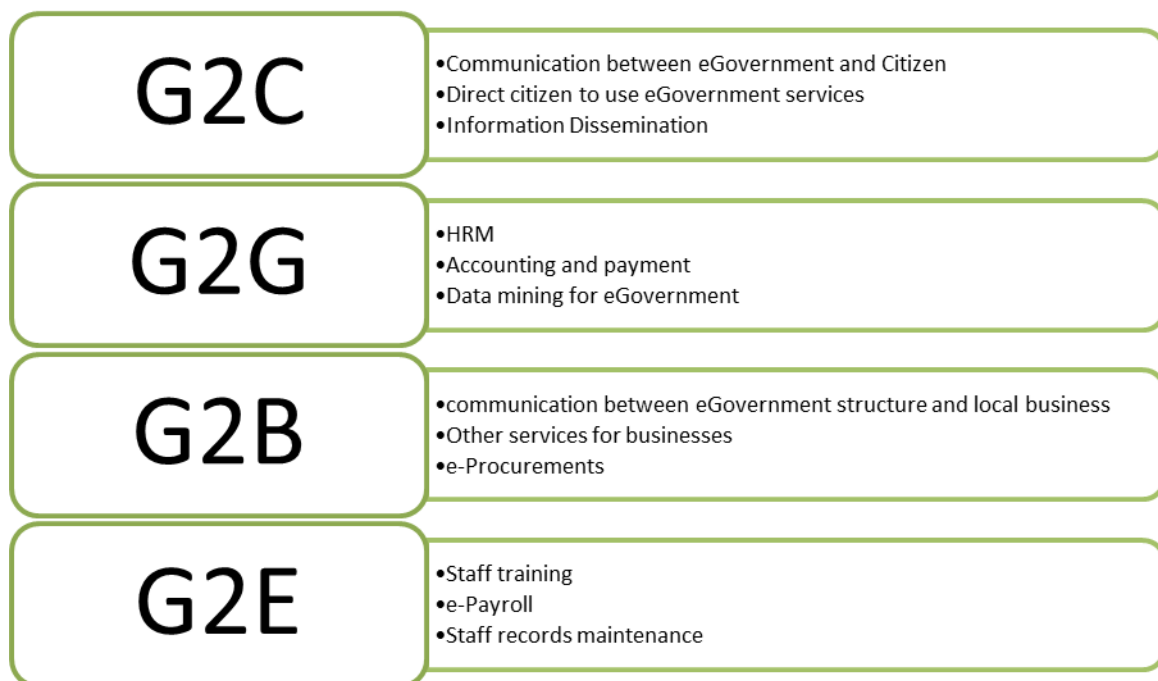 G2C
•Communication between eGovernment and Citizen
•Direct citizen to use eGovernment services
•Information Dissemination
G2G
•HRM
•Accounting and payment
•Data mining for eGovernment
G2B
•communication between eGovernment structure and local business
•Other services for businesses
•e-Procurements
G2E
•Staff training
•e-Payroll
•Staff records maintenance